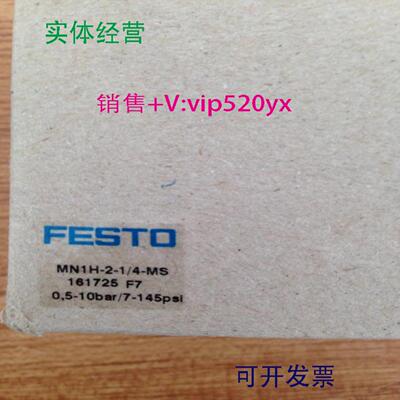 实体经营
销售+V:vip520yx
FESTO
MN1H-2-1/4-MS
161725 F7
0,5-10bar/7-145psi
可开发票